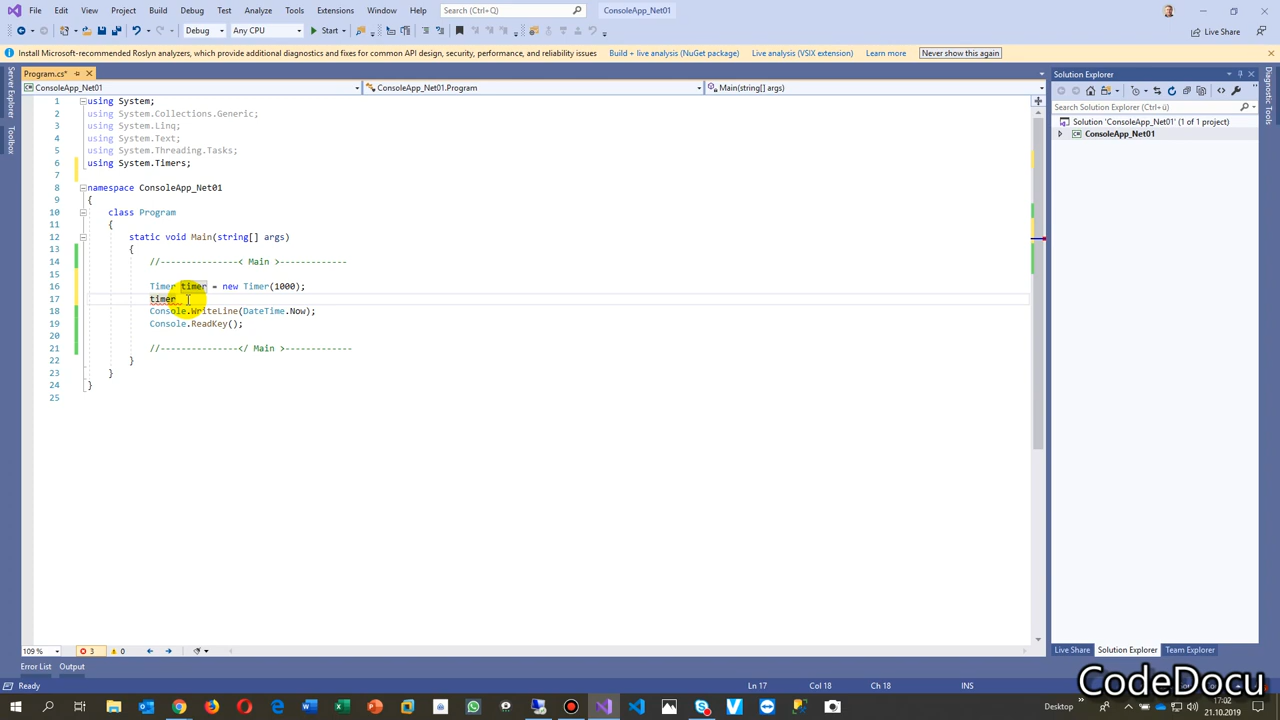 File Edit View Project Build Debug Test Analyze Tools Extensions Window Help Search (Ctrl+Q) ConsoleApp_Net01
Debug Any CPU Start Live Share
Install Microsoft-recommended Roslyn analyzers, which provide additional diagnostics and fixes for common API design, security, performance, and reliability issues Build + live analysis (NuGet package) Live analysis (VSIX extension) Learn more Never show this again
Server Explorer
Toolbox
Program.cs*
ConsoleApp_Net01 ConsoleApp_Net01.Program Main(string[] args)
1 using System;
2 using System.Collections.Generic;
3 using System.Linq;
4 using System.Text;
5 using System.Threading.Tasks;
6 using System.Timers;
7
8 namespace ConsoleApp_Net01
9 {
10 class Program
11 {
12 static void Main(string[] args)
13 {
14 //---------------< Main >-------------
15
16 Timer timer = new Timer(1000);
17 timer
18 Console.WriteLine(DateTime.Now);
19 Console.ReadKey();
20
21 //---------------</ Main >-------------
22 }
23 }
24 }
25
Solution Explorer
Search Solution Explorer (Ctrl+ü)
Solution 'ConsoleApp_Net01' (1 of 1 project)
ConsoleApp_Net01
Diagnostic Tools
109 % 3 0
Live Share Solution Explorer Team Explorer
Error List Output
Ready Ln 17 Col 18 Ch 18 INS
CodeDocu
Desktop 17:02
21.10.2019